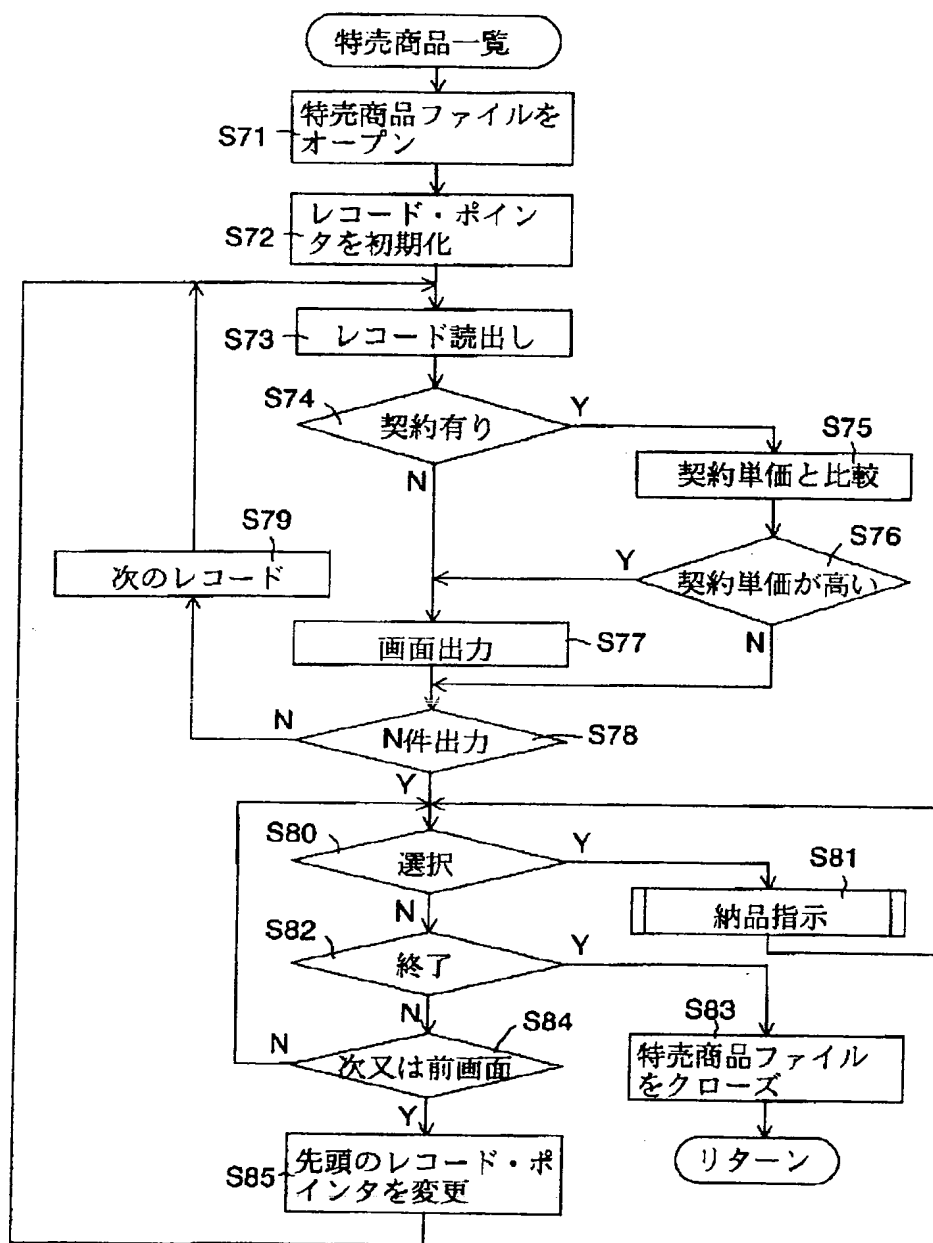 特売商品一覧
S71
特売商品ファイルを
オープン
S72
レコード・ポイン
タを初期化
S73
レコード読出し
S74
契約有り
Y
N
S75
契約単価と比較
S76
契約単価が高い
Y
N
S79
次のレコード
S77
画面出力
S78
N件出力
N
Y
S80
選択
Y
N
S81
納品指示
S82
終了
Y
N
S83
特売商品ファイル
をクローズ
S84
次又は前画面
N
Y
リターン
S85
先頭のレコード・ポ
インタを変更